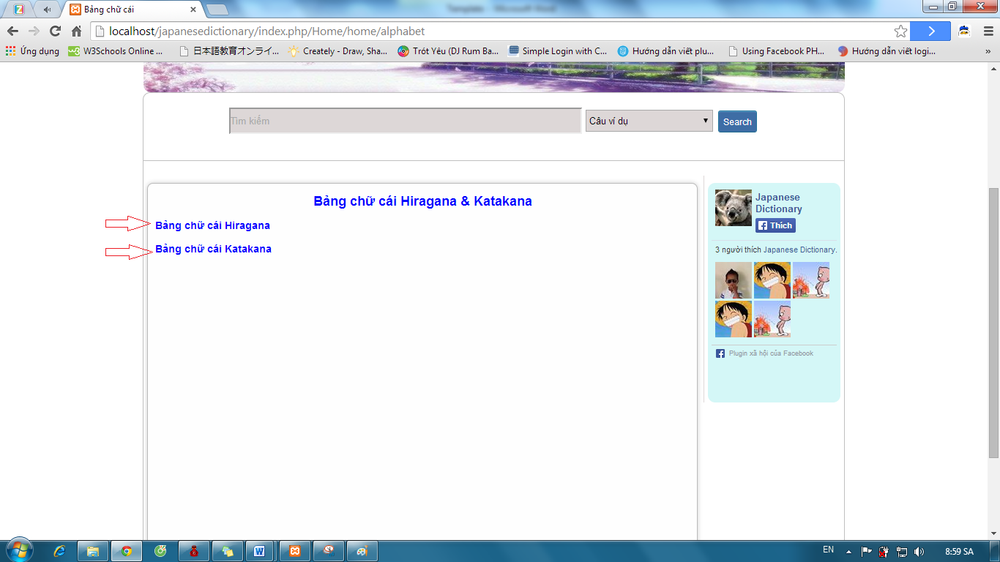 Template - Microsoft Word
Bảng chữ cái
localhost/japanesedictionary/index.php/Home/home/alphabet
Ứng dụng
W3Schools Online ...
日本語教育オンライ...
Creately - Draw, Sha...
Trót Yêu (DJ Rum Ba...
Simple Login with C...
Hướng dẫn viết plu...
Using Facebook PH...
Hướng dẫn viết logi...
»
Tìm kiếm
Câu ví dụ
Search
Bảng chữ cái Hiragana & Katakana
Bảng chữ cái Hiragana
Bảng chữ cái Katakana
Japanese
Dictionary
Thích
3 người thích Japanese Dictionary.
Plugin xã hội của Facebook
EN
8:59 SA